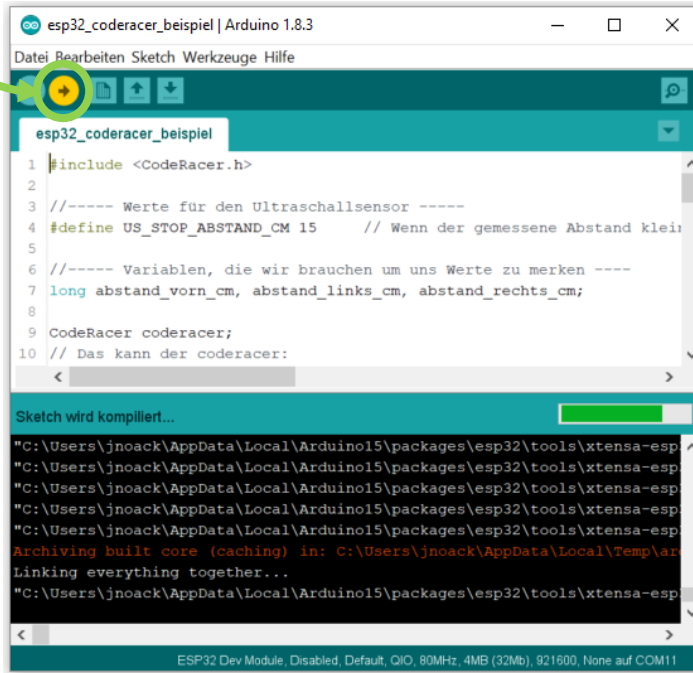 esp32_coderacer_beispiel | Arduino 1.8.3
Datei Bearbeiten Sketch Werkzeuge Hilfe
esp32_coderacer_beispiel
1 #include <CodeRacer.h>
2
3 //----- Werte für den Ultraschallsensor -----
4 #define US_STOP_ABSTAND_CM 15 // Wenn der gemessene Abstand klein
5
6 //----- Variablen, die wir brauchen um uns Werte zu merken ----
7 long abstand_vorn_cm, abstand_links_cm, abstand_rechts_cm;
8
9 CodeRacer coderacer;
10 // Das kann der coderacer:
Sketch wird kompiliert...
"C:\Users\jnoack\AppData\Local\Arduino15\packages\esp32\tools\xtensa-esp
"C:\Users\jnoack\AppData\Local\Arduino15\packages\esp32\tools\xtensa-esp
"C:\Users\jnoack\AppData\Local\Arduino15\packages\esp32\tools\xtensa-esp
"C:\Users\jnoack\AppData\Local\Arduino15\packages\esp32\tools\xtensa-esp
"C:\Users\jnoack\AppData\Local\Arduino15\packages\esp32\tools\xtensa-esp
Archiving built core (caching) in: C:\Users\jnoack\AppData\Local\Temp\ar
Linking everything together...
"C:\Users\jnoack\AppData\Local\Arduino15\packages\esp32\tools\xtensa-esp
ESP32 Dev Module, Disabled, Default, QIO, 80MHz, 4MB (32Mb), 921600, None auf COM11